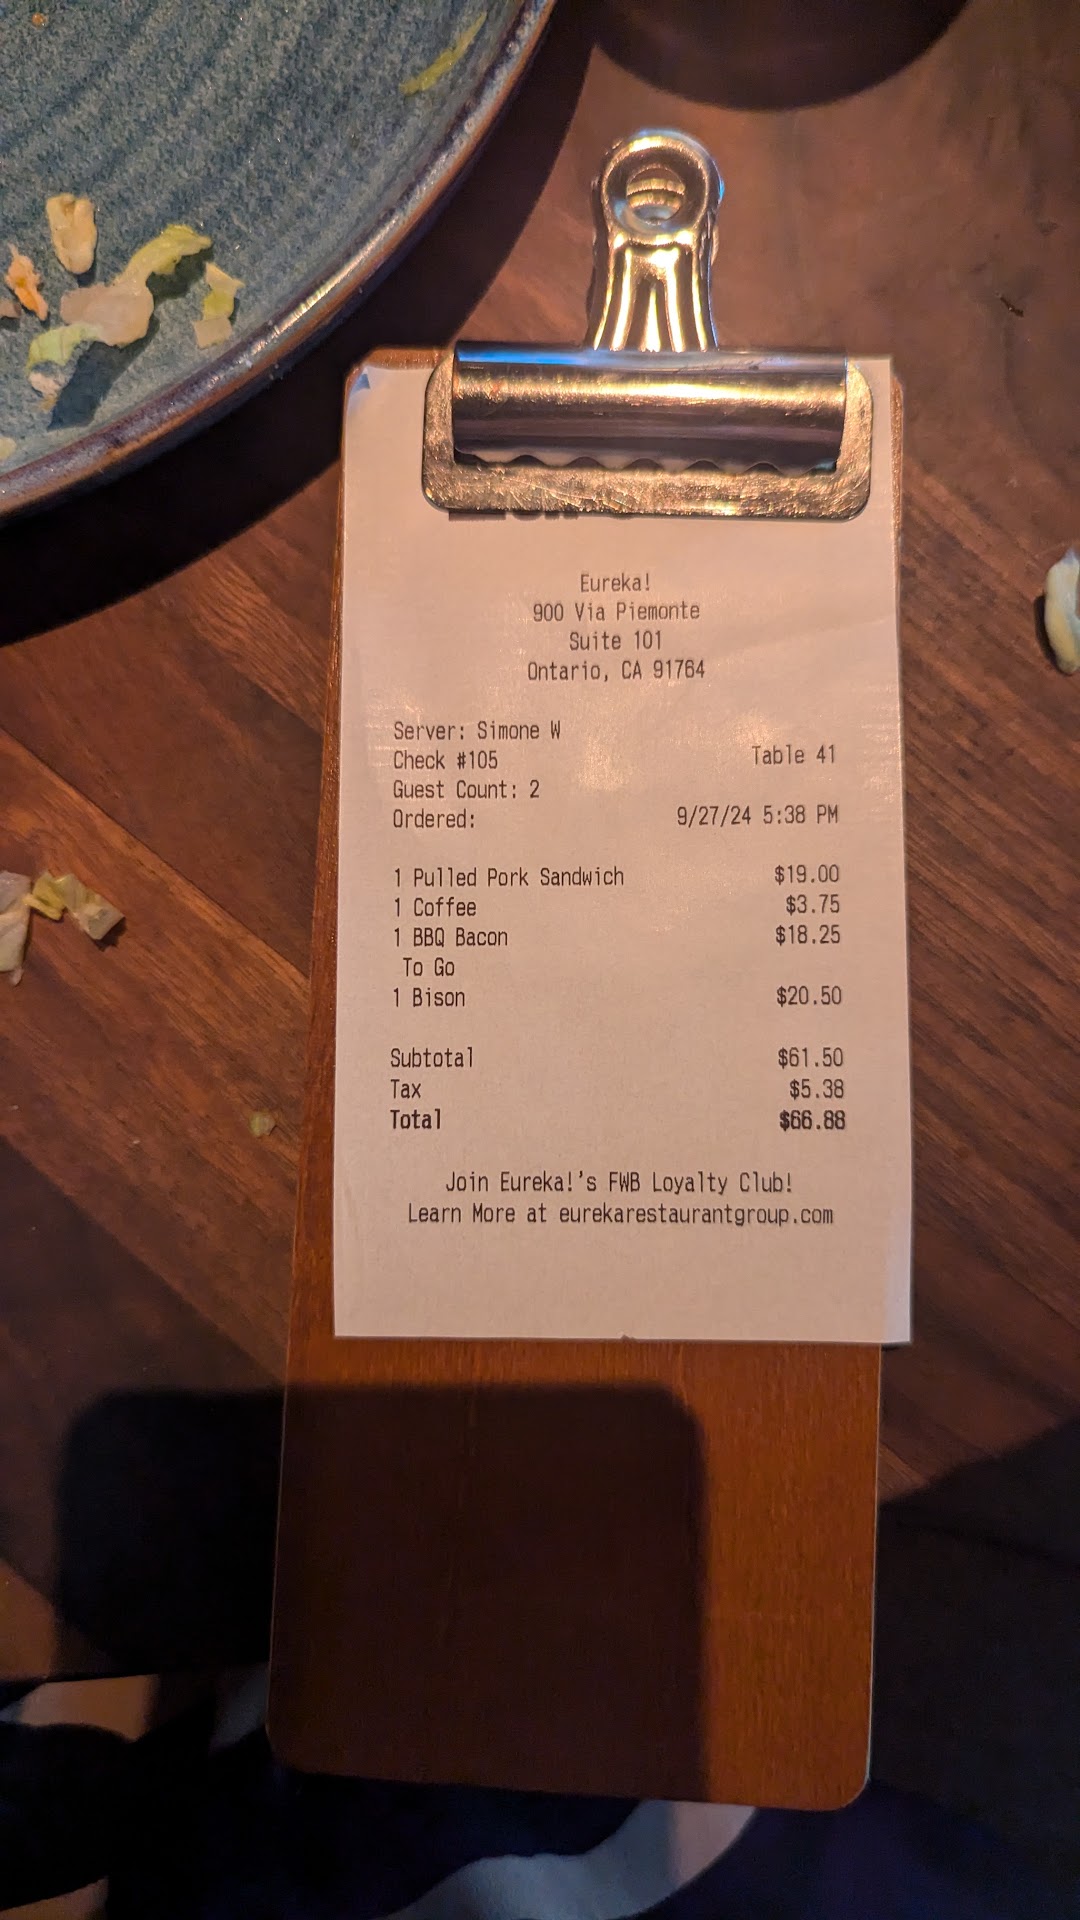 Eureka!
900 Via Piemonte
Suite 101
Ontario, CA 91764
Server: Simone W
Check #105 Table 41
Guest Count: 2
Ordered: 9/27/24 5:38 PM
1 Pulled Pork Sandwich $19.00
1 Coffee $3.75
1 BBQ Bacon $18.25
To Go
1 Bison $20.50
Subtotal $61.50
Tax $5.38
Total $66.88
Join Eureka!'s FWB Loyalty Club!
Learn More at eurekarestaurantgroup.com